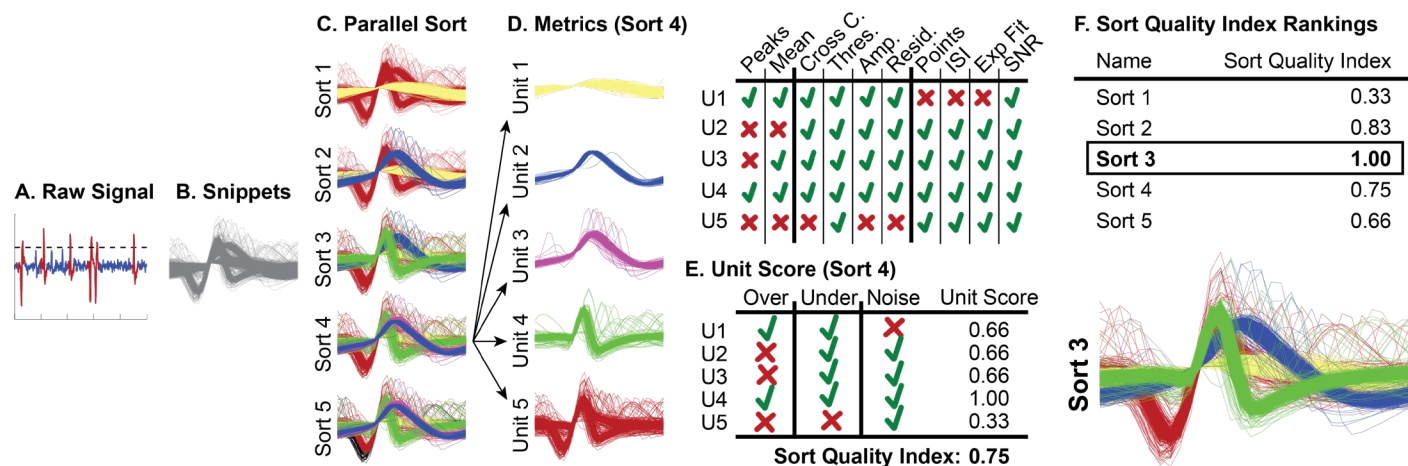 A. Raw Signal
B. Snippets
C. Parallel Sort
Sort 1
Sort 2
Sort 3
Sort 4
Sort 5
D. Metrics (Sort 4)
Unit 1
Unit 2
Unit 3
Unit 4
Unit 5
Peaks Mean Cross C. Thres. Amp. Resid. Points ISI Exp Fit SNR
U1
U2
U3
U4
U5
E. Unit Score (Sort 4)
Over Under Noise Unit Score
U1 0.66
U2 0.66
U3 0.66
U4 1.00
U5 0.33
Sort Quality Index: 0.75
F. Sort Quality Index Rankings
Name Sort Quality Index
Sort 1 0.33
Sort 2 0.83
Sort 3 1.00
Sort 4 0.75
Sort 5 0.66
Sort 3